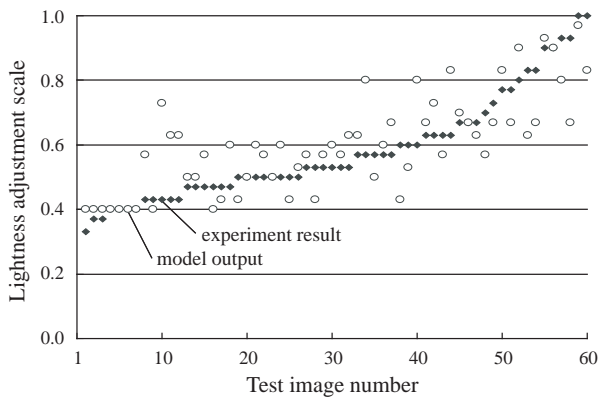 Lightness adjustment scale
1.0
0.8
0.6
0.4
0.2
0.0
experiment result
model output
1 10 20 30 40 50 60
Test image number